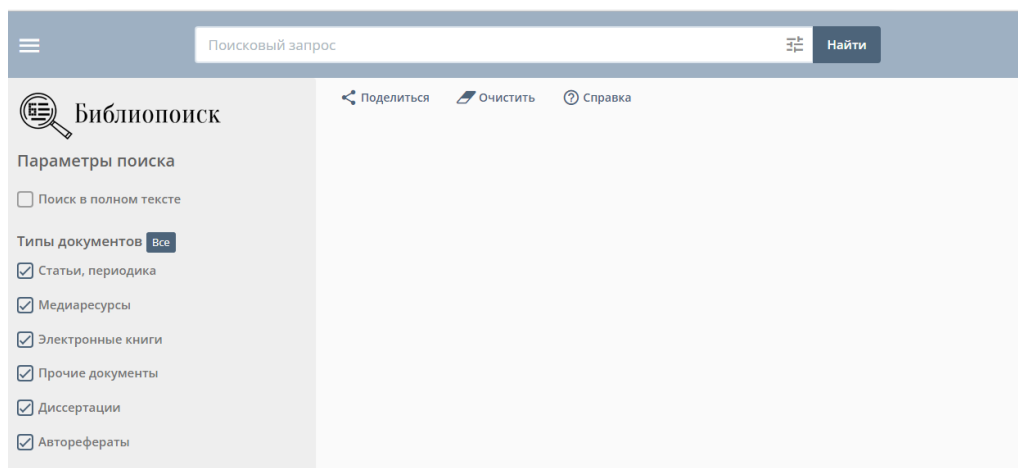 Поисковый запрос
Найти
БЕ
Библиопоиск
Поделиться
Очистить
Справка
Параметры поиска
Поиск в полном тексте
Типы документов Все
Статьи, периодика
Медиаресурсы
Электронные книги
Прочие документы
Диссертации
Авторефераты